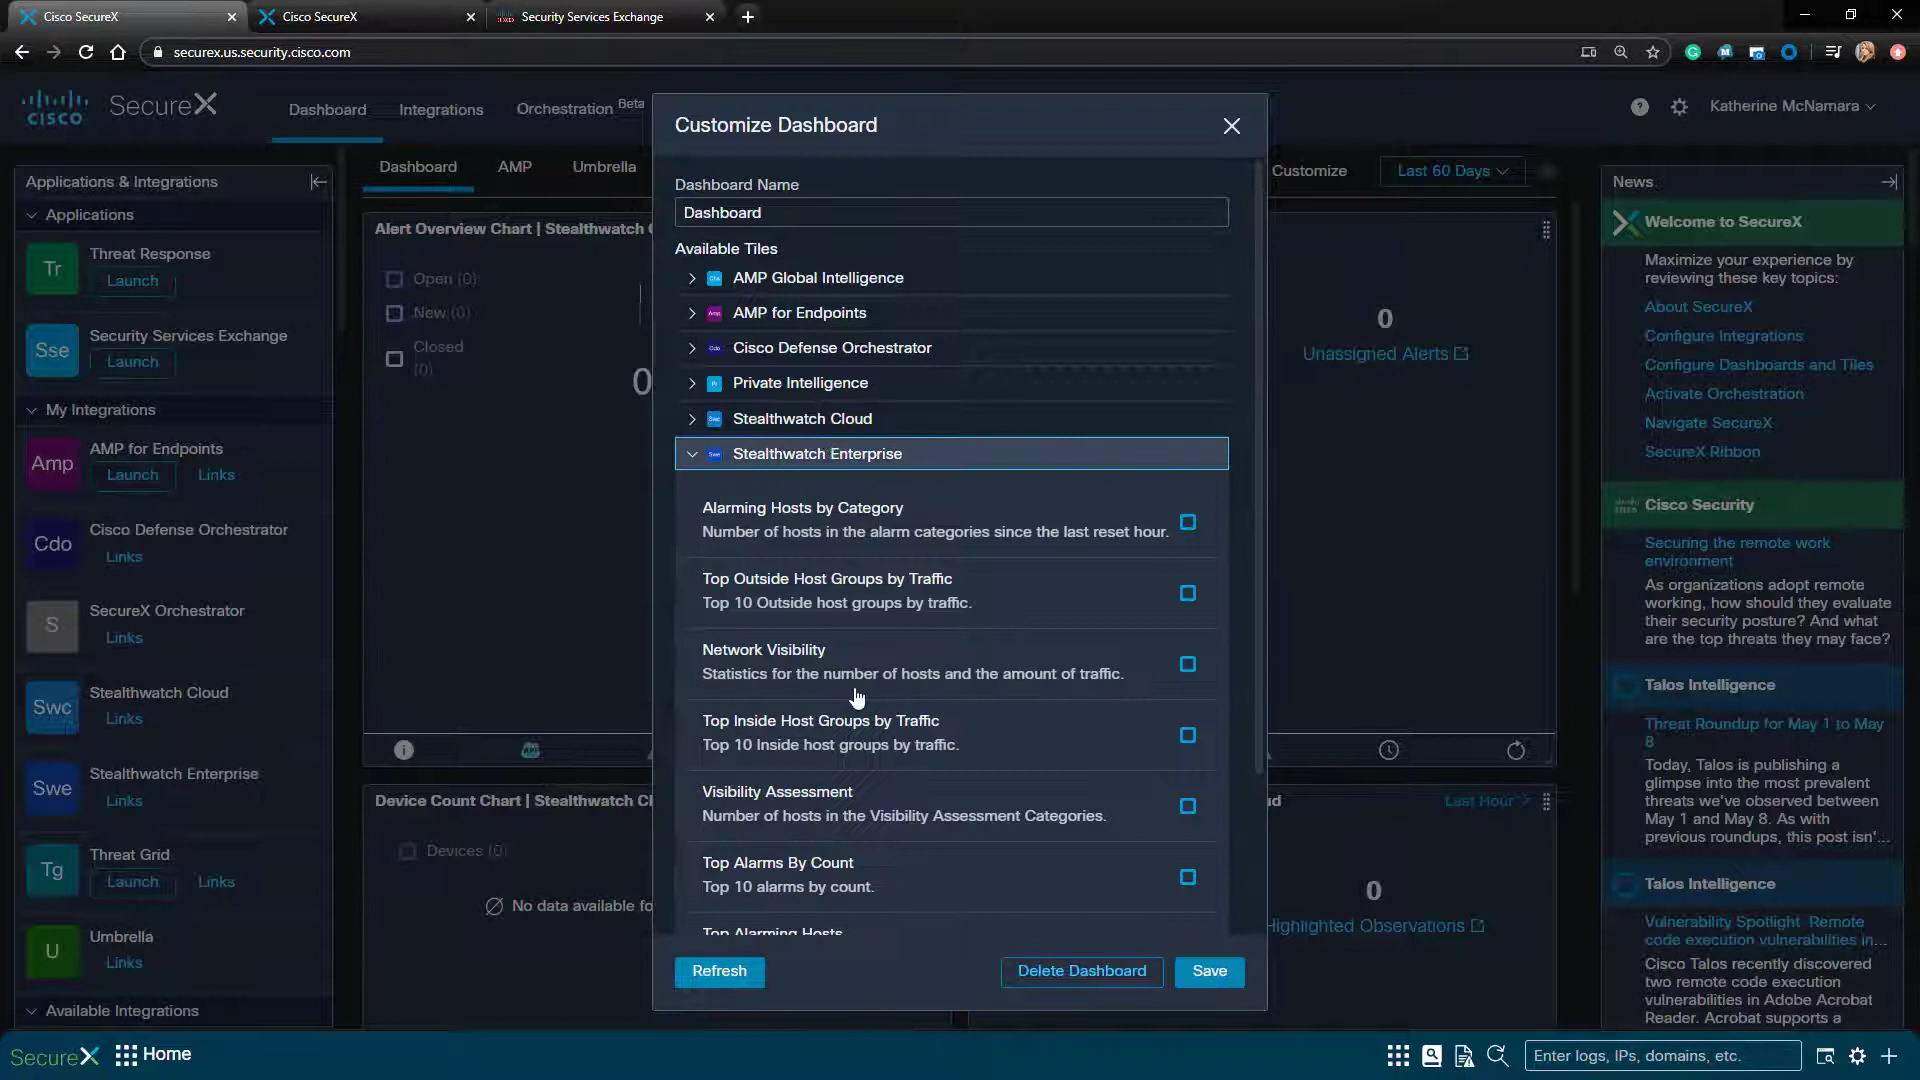 Cisco SecureX
Cisco SecureX
Security Services Exchange
securex.us.security.cisco.com
CISCO SecureX
Dashboard
Integrations
Orchestration Beta
Katherine McNamara
Applications & Integrations
Applications
Tr
Threat Response
Launch
Sse
Security Services Exchange
Launch
My Integrations
Amp
AMP for Endpoints
Launch Links
Cdo
Cisco Defense Orchestrator
Links
S
SecureX Orchestrator
Links
Swc
Stealthwatch Cloud
Links
Swe
Stealthwatch Enterprise
Links
Tg
Threat Grid
Launch Links
U
Umbrella
Links
Available Integrations
Dashboard AMP Umbrella
Customize
Last 60 Days
Alert Overview Chart | Stealthwatch
Open (0)
New (0)
Closed
(0)
0
0
Unassigned Alerts
Device Count Chart | Stealthwatch
Last Hour
Devices (0)
No data available
0
Highlighted Observations
Customize Dashboard
Dashboard Name
Dashboard
Available Tiles
AMP Global Intelligence
AMP for Endpoints
Cisco Defense Orchestrator
Private Intelligence
Stealthwatch Cloud
Stealthwatch Enterprise
Alarming Hosts by Category
Number of hosts in the alarm categories since the last reset hour.
Top Outside Host Groups by Traffic
Top 10 Outside host groups by traffic.
Network Visibility
Statistics for the number of hosts and the amount of traffic.
Top Inside Host Groups by Traffic
Top 10 Inside host groups by traffic.
Visibility Assessment
Number of hosts in the Visibility Assessment Categories.
Top Alarms By Count
Top 10 alarms by count.
Top Alarming Hosts
Refresh
Delete Dashboard
Save
News
Welcome to SecureX
Maximize your experience by
reviewing these key topics:
About SecureX
Configure Integrations
Configure Dashboards and Tiles
Activate Orchestration
Navigate SecureX
SecureX Ribbon
Cisco Security
Securing the remote work
environment
As organizations adopt remote
working, how should they evaluate
their security posture? And what
are the top threats they may face?
Talos Intelligence
Threat Roundup for May 1 to May
8
Today, Talos is publishing a
glimpse into the most prevalent
threats we've observed between
May 1 and May 8. As with
previous roundups, this post isn'...
Talos Intelligence
Vulnerability Spotlight Remote
code execution vulnerabilities in...
Cisco Talos recently discovered
two remote code execution
vulnerabilities in Adobe Acrobat
Reader. Acrobat supports a
SecureX
Home
Enter logs, IPs, domains, etc.